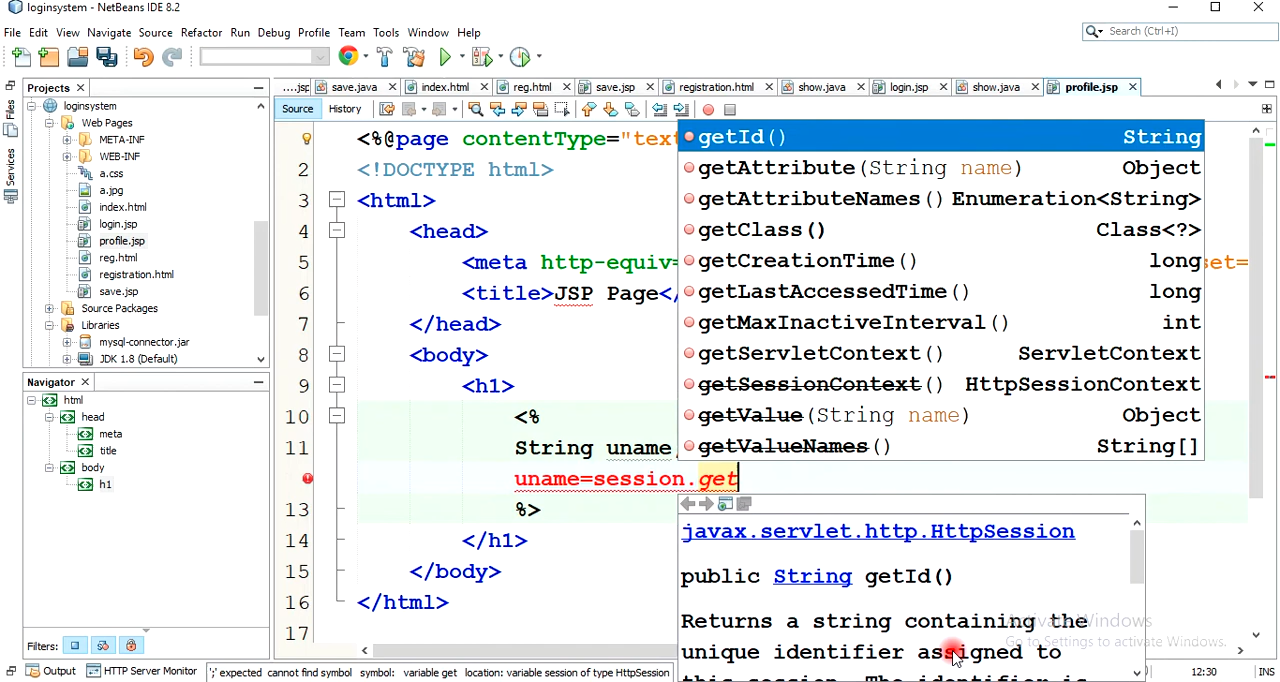 loginsystem - NetBeans IDE 8.2
File Edit View Navigate Source Refactor Run Debug Profile Team Tools Window Help
Search (Ctrl+I)
Projects
....jsp save.java index.html reg.html save.jsp registration.html show.java login.jsp show.java profile.jsp
Source History
Files
Services
loginsystem
Web Pages
META-INF
WEB-INF
a.css
a.jpg
index.html
login.jsp
profile.jsp
reg.html
registration.html
save.jsp
Source Packages
Libraries
mysql-connector.jar
JDK 1.8 (Default)
Navigator
html
head
meta
title
body
h1
Filters:
<%@page contentType="text
2 <!DOCTYPE html>
3 <html>
4 <head>
5 <meta http-equiv= set=
6 <title>JSP Page</
7 </head>
8 <body>
9 <h1>
10 <%
11 String uname
uname=session.get
13 %>
14 </h1>
15 </body>
16 </html>
17
getId() String
getAttribute(String name) Object
getAttributeNames() Enumeration<String>
getClass() Class<?>
getCreationTime() long
getLastAccessedTime() long
getMaxInactiveInterval() int
getServletContext() ServletContext
getSessionContext() HttpSessionContext
getValue(String name) Object
getValueNames() String[]
javax.servlet.http.HttpSession
public String getId()
Returns a string containing the
unique identifier assigned to
this session. The identifier is
Activate Windows
Go to Settings to activate Windows.
Output HTTP Server Monitor ';' expected cannot find symbol symbol: variable get location: variable session of type HttpSession 12:30 INS